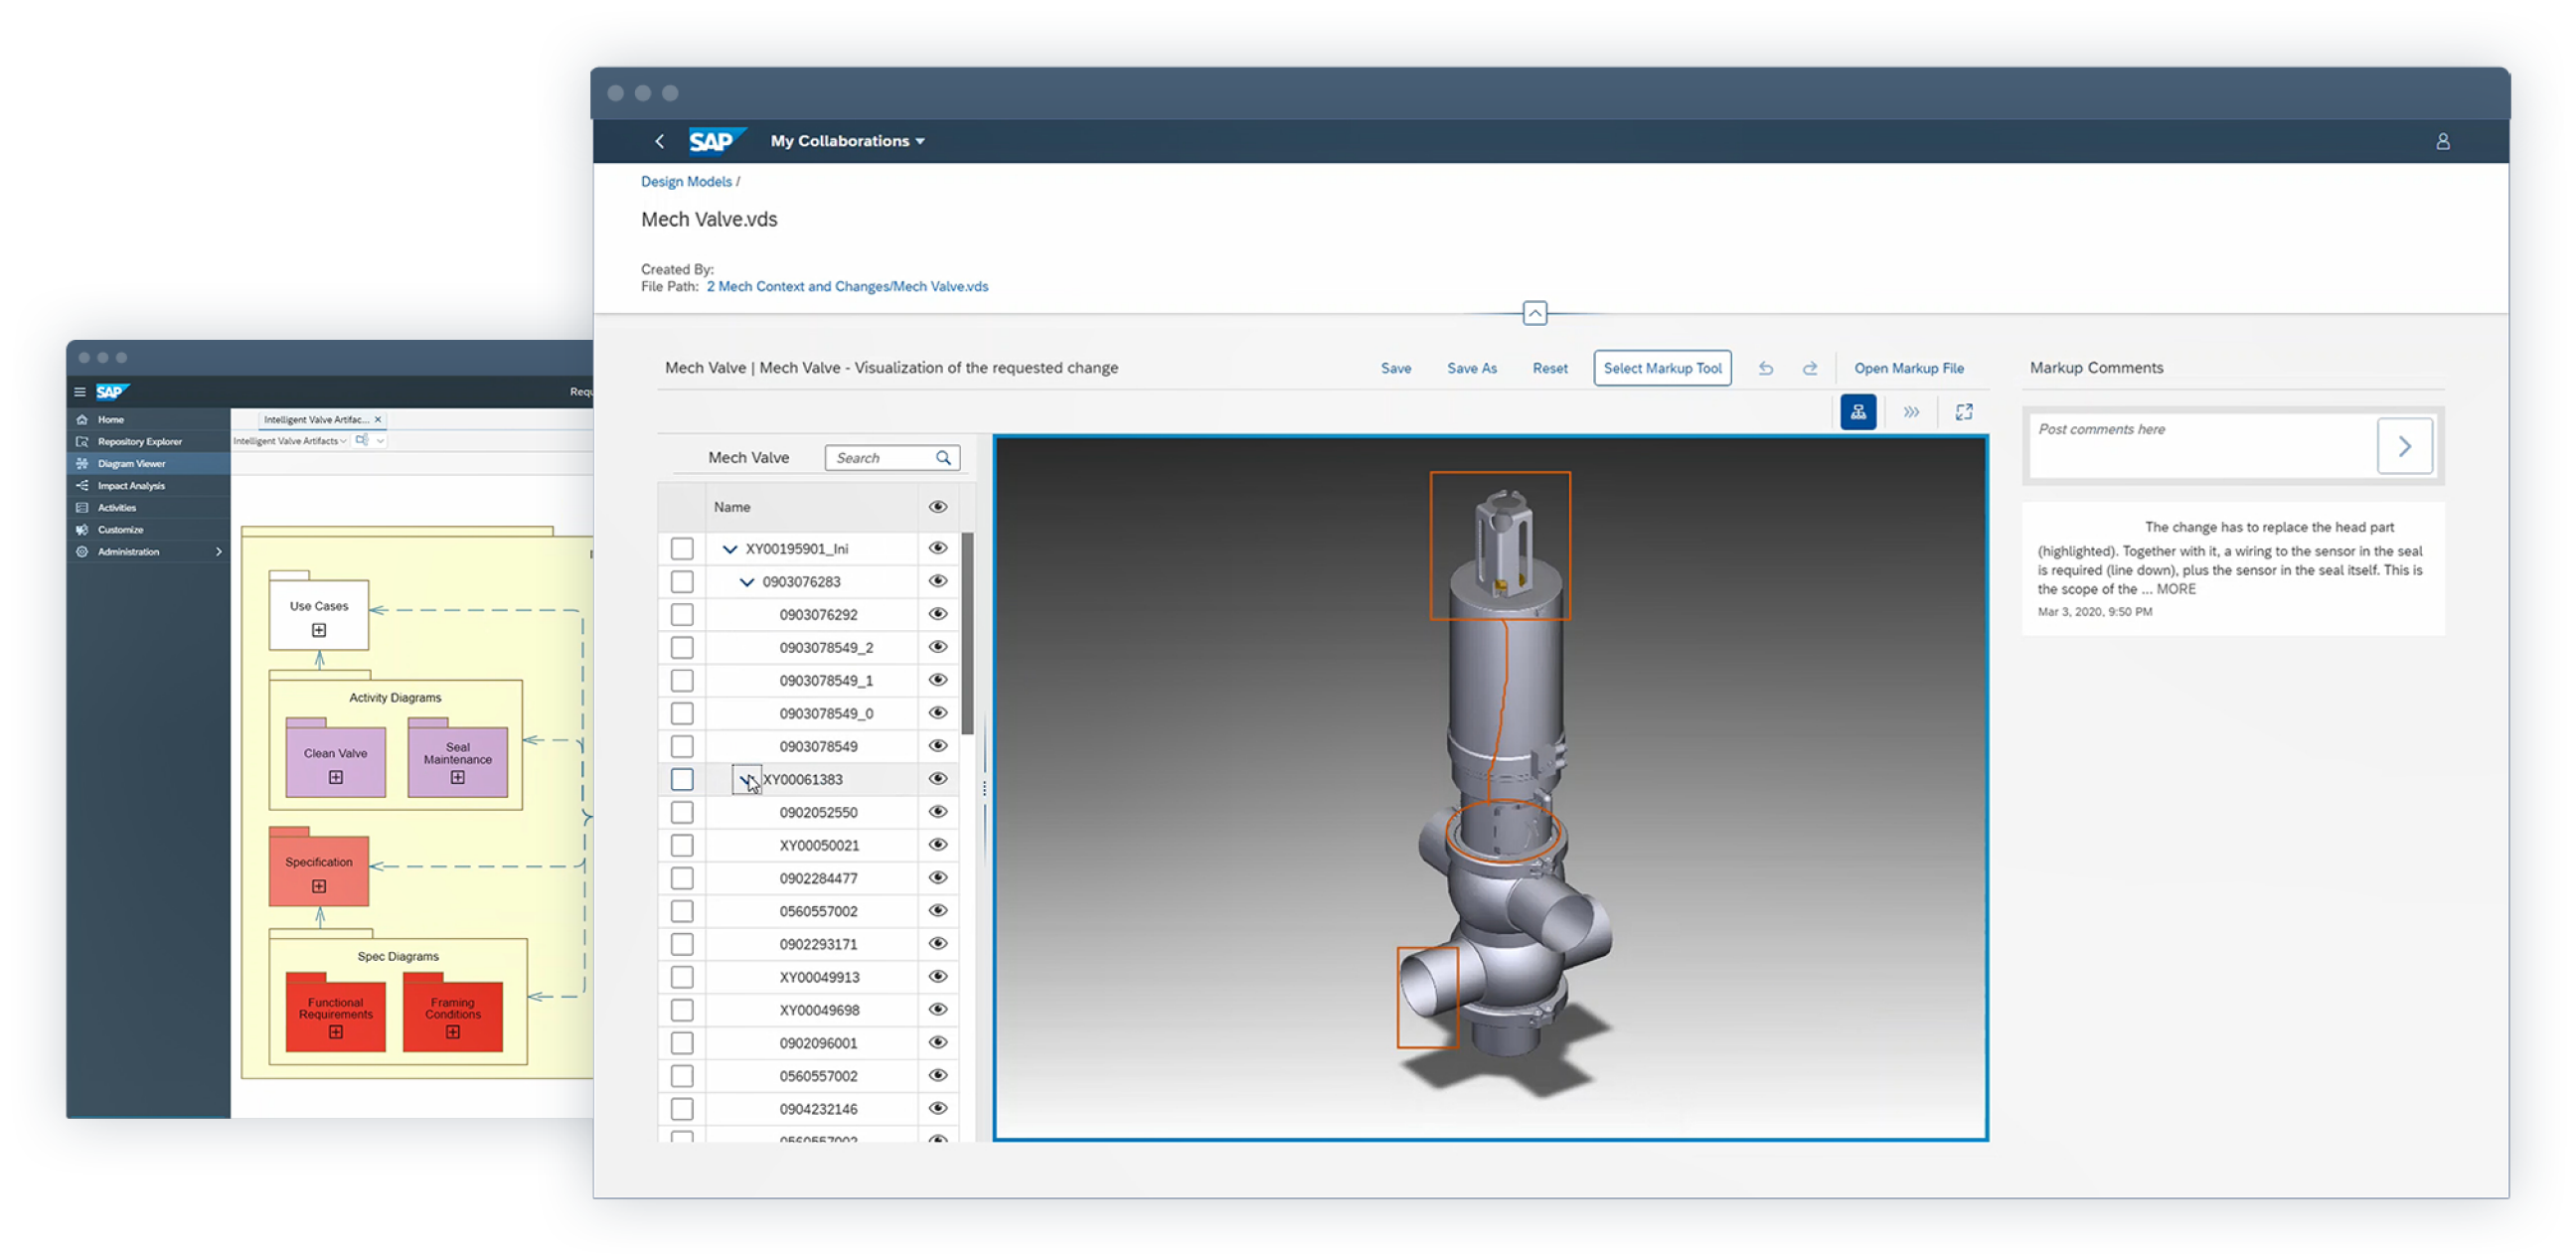 SAP
My Collaborations
Design Models /
Mech Valve.vds
Created By:
File Path: 2 Mech Context and Changes/Mech Valve.vds
Mech Valve | Mech Valve - Visualization of the requested change
Save
Save As
Reset
Select Markup Tool
Open Markup File
Mech Valve
Search
Name
XY00195901_Ini
0903076283
0903076292
0903078549_2
0903078549_1
0903078549_0
0903078549
XY00061383
0902052550
XY00050021
0902284477
0560557002
0902293171
XY00049913
XY00049698
0902096001
0560557002
0904232146
0560557002
Markup Comments
Post comments here
The change has to replace the head part
(highlighted). Together with it, a wiring to the sensor in the seal
is required (line down), plus the sensor in the seal itself. This is
the scope of the ... MORE
Mar 3, 2020, 9:50 PM
SAP
Requ
Home
Repository Explorer
Diagram Viewer
Impact Analysis
Activities
Customize
Administration
Intelligent Valve Artifac... ×
Intelligent Valve Artifacts
Use Cases
Activity Diagrams
Clean Valve
Seal
Maintenance
Specification
Spec Diagrams
Functional
Requirements
Framing
Conditions